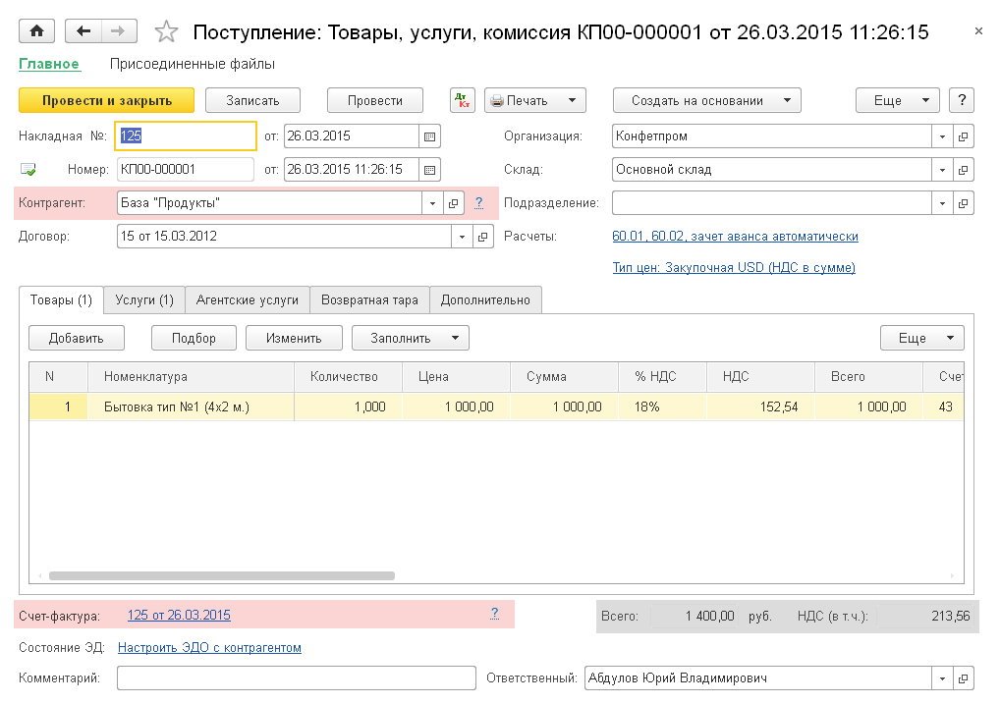 Поступление: Товары, услуги, комиссия КП00-000001 от 26.03.2015 11:26:15
Главное Присоединенные файлы
Провести и закрыть Записать Провести Дт Кт Печать Создать на основании Еще ?
Накладная №: 125 от: 26.03.2015 Организация: Конфетпром
Номер: КП00-000001 от: 26.03.2015 11:26:15 Склад: Основной склад
Контрагент: База "Продукты" ? Подразделение:
Договор: 15 от 15.03.2012 Расчеты: 60.01, 60.02, зачет аванса автоматически
Тип цен: Закупочная USD (НДС в сумме)
Товары (1) Услуги (1) Агентские услуги Возвратная тара Дополнительно
Добавить Подбор Изменить Заполнить Еще
N Номенклатура Количество Цена Сумма % НДС НДС Всего Счет
1 Бытовка тип №1 (4х2 м.) 1,000 1 000,00 1 000,00 18% 152,54 1 000,00 43
Счет-фактура: 125 от 26.03.2015 ? Всего: 1 400,00 руб. НДС (в т.ч.): 213,56
Состояние ЭД: Настроить ЭДО с контрагентом
Комментарий: Ответственный: Абдулов Юрий Владимирович